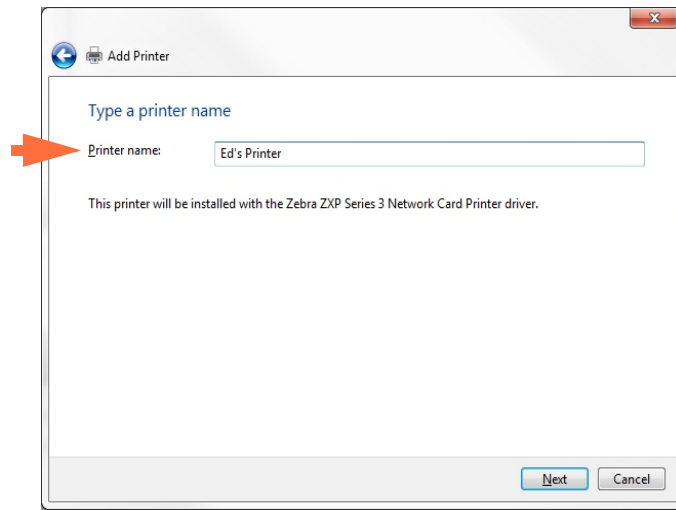 Add Printer
Type a printer name
Printer name: Ed's Printer
This printer will be installed with the Zebra ZXP Series 3 Network Card Printer driver.
Next Cancel